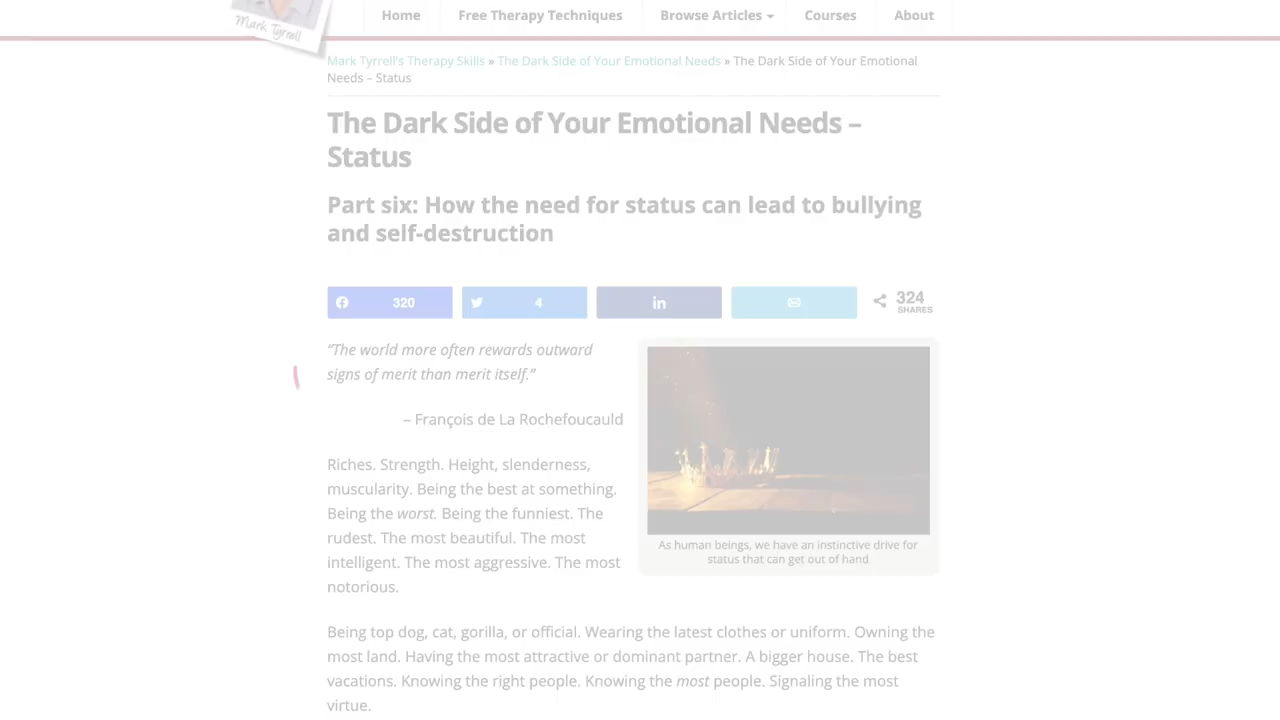 Mark Tyrrell
Home
Free Therapy Techniques
Browse Articles
Courses
About
Mark Tyrrell's Therapy Skills » The Dark Side of Your Emotional Needs » The Dark Side of Your Emotional
Needs – Status
The Dark Side of Your Emotional Needs –
Status
Part six: How the need for status can lead to bullying
and self-destruction
320
4
324
SHARES
“The world more often rewards outward
signs of merit than merit itself.”
– François de La Rochefoucauld
Riches. Strength. Height, slenderness,
muscularity. Being the best at something.
Being the worst. Being the funniest. The
rudest. The most beautiful. The most
intelligent. The most aggressive. The most
notorious.
As human beings, we have an instinctive drive for
status that can get out of hand
Being top dog, cat, gorilla, or official. Wearing the latest clothes or uniform. Owning the
most land. Having the most attractive or dominant partner. A bigger house. The best
vacations. Knowing the right people. Knowing the most people. Signaling the most
virtue.